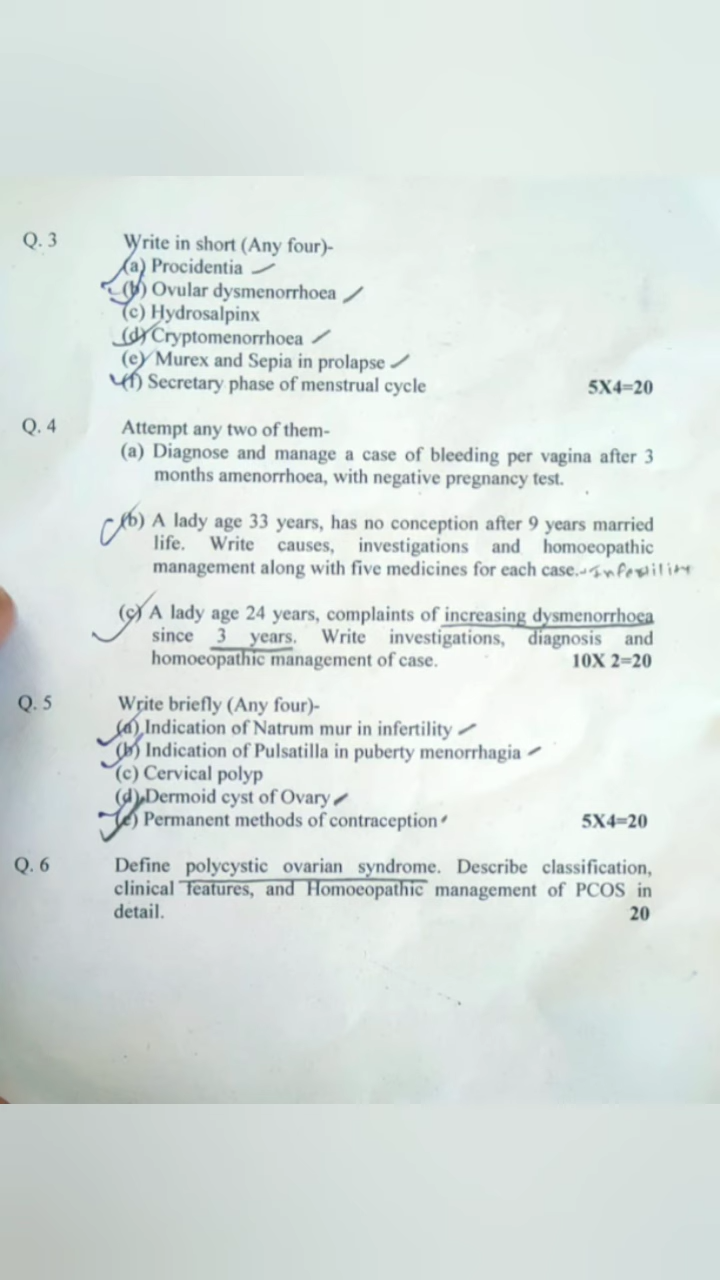 Q. 3 Write in short (Any four)-
(a) Procidentia
(b) Ovular dysmenorrhoea
(c) Hydrosalpinx
(d) Cryptomenorrhoea
(e) Murex and Sepia in prolapse
(f) Secretary phase of menstrual cycle 5X4=20
Q. 4 Attempt any two of them-
(a) Diagnose and manage a case of bleeding per vagina after 3
months amenorrhoea, with negative pregnancy test.
(b) A lady age 33 years, has no conception after 9 years married
life. Write causes, investigations and homoeopathic
management along with five medicines for each case.
(c) A lady age 24 years, complaints of increasing dysmenorrhoea
since 3 years. Write investigations, diagnosis and
homoeopathic management of case. 10X 2=20
Q. 5 Write briefly (Any four)-
(a) Indication of Natrum mur in infertility
(b) Indication of Pulsatilla in puberty menorrhagia
(c) Cervical polyp
(d) Dermoid cyst of Ovary
(e) Permanent methods of contraception 5X4=20
Q. 6 Define polycystic ovarian syndrome. Describe classification,
clinical features, and Homoeopathic management of PCOS in
detail. 20